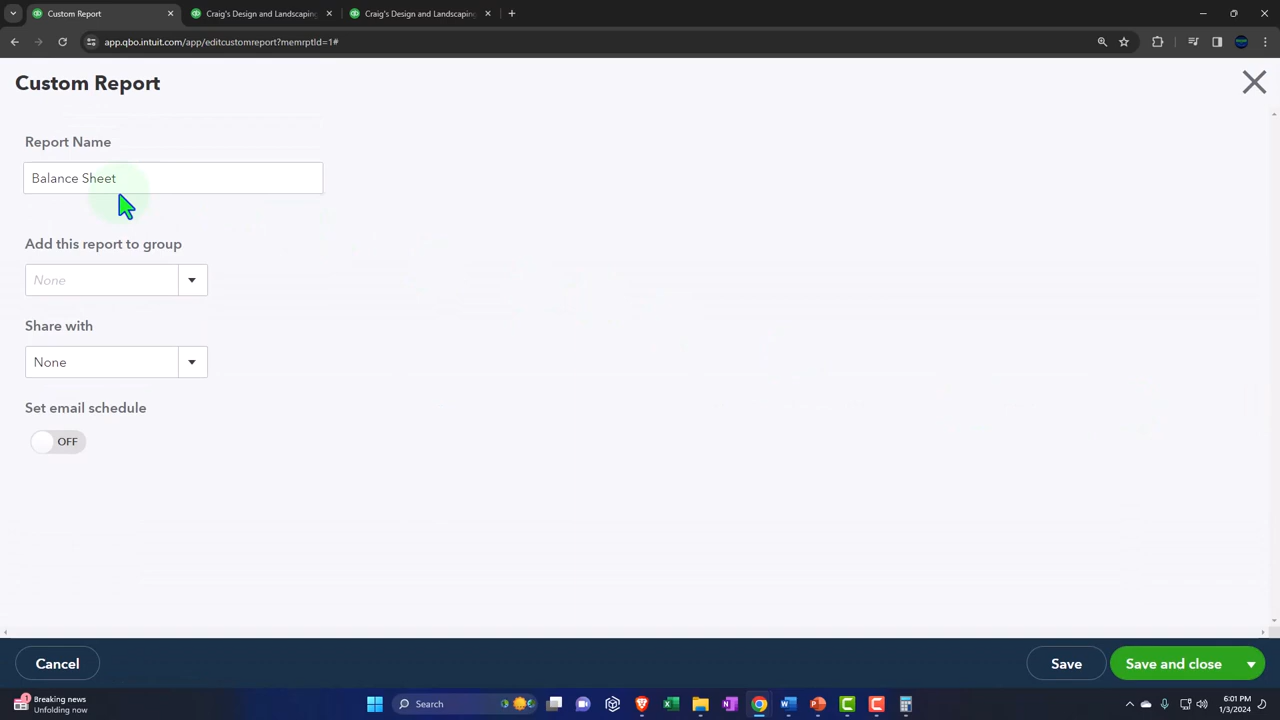 Custom Report
Craig's Design and Landscaping
Craig's Design and Landscaping
app.qbo.intuit.com/app/editcustomreport?memrptId=1#
Custom Report
Report Name
Balance Sheet
Add this report to group
None
Share with
None
Set email schedule
OFF
Cancel
Save
Save and close
1
Breaking news
Unfolding now
Search
6:01 PM
1/3/2024